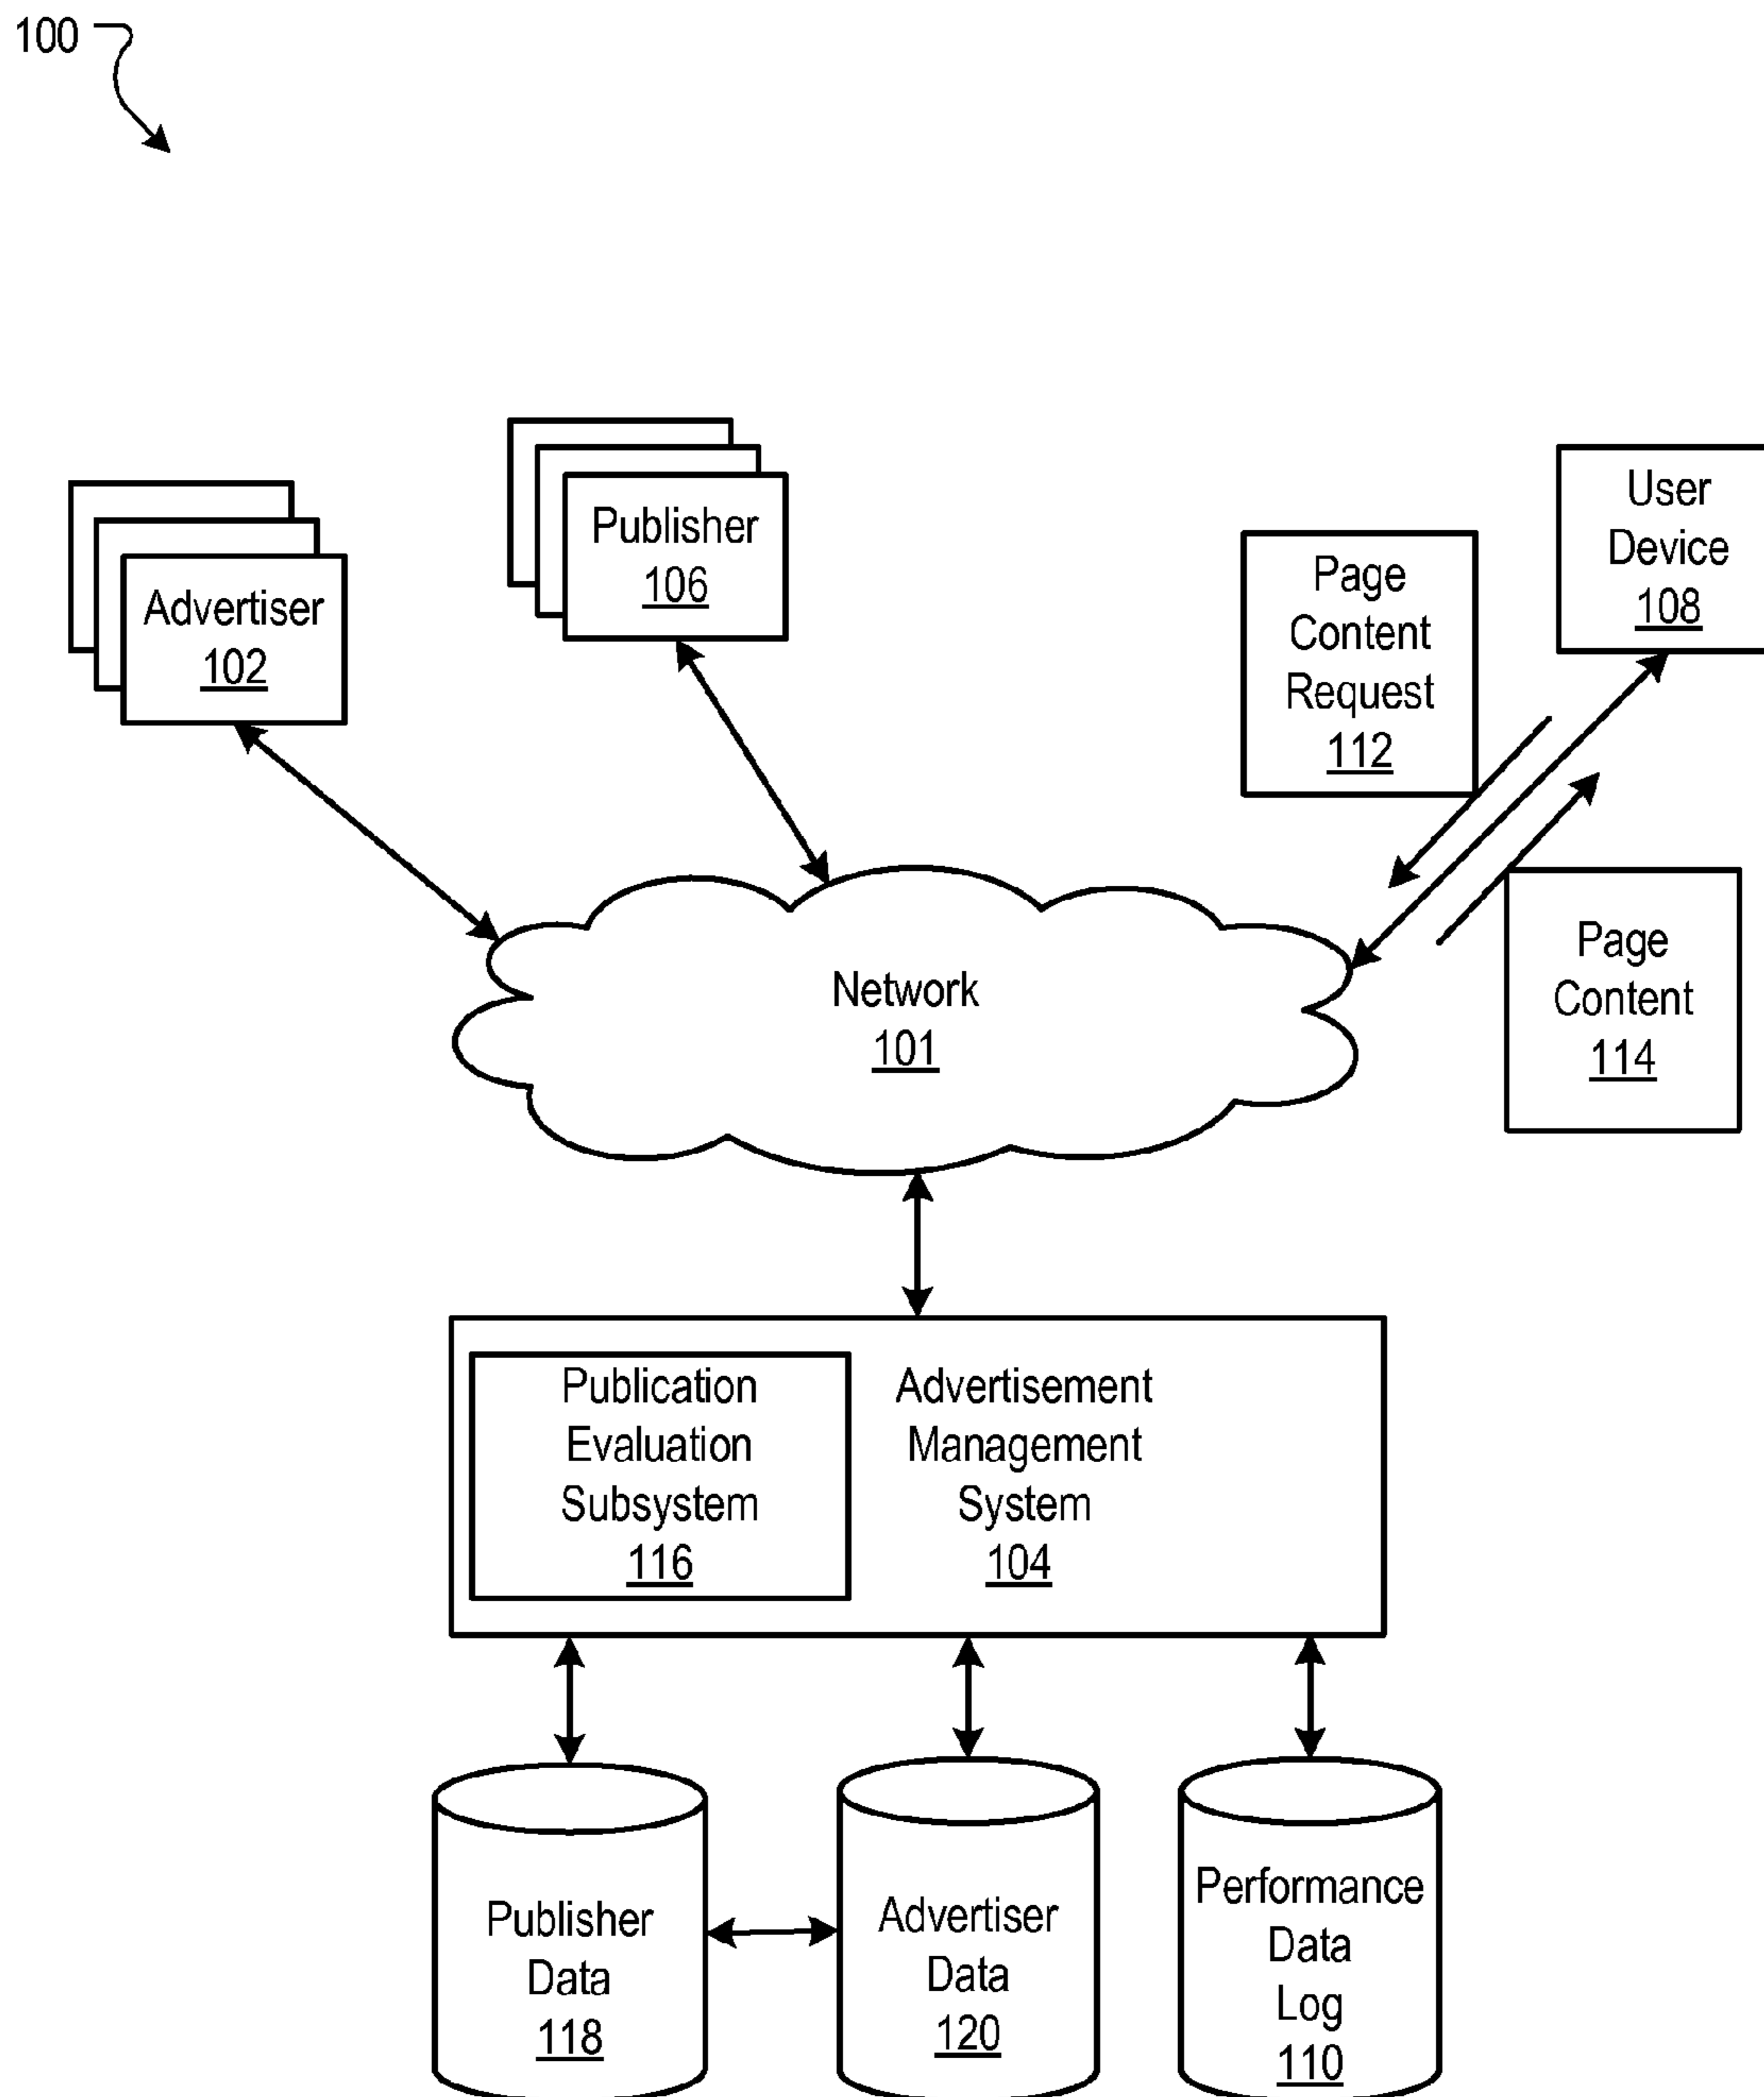 100
Publisher
106
User
Device
108
Advertiser
102
Page
Content
Request
112
Page
Content
114
Network
101
Publication
Evaluation
Subsystem
116
Advertisement
Management
System
104
Publisher
Data
118
Advertiser
Data
120
Performance
Data
Log
110